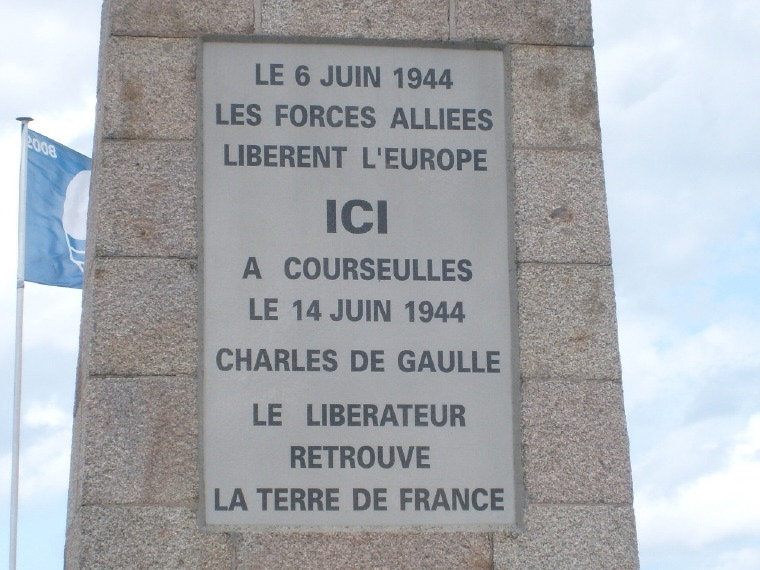 2008
LE 6 JUIN 1944
LES FORCES ALLIEES
LIBERENT L'EUROPE
ICI
A COURSEULLES
LE 14 JUIN 1944
CHARLES DE GAULLE
LE LIBERATEUR
RETROUVE
LA TERRE DE FRANCE